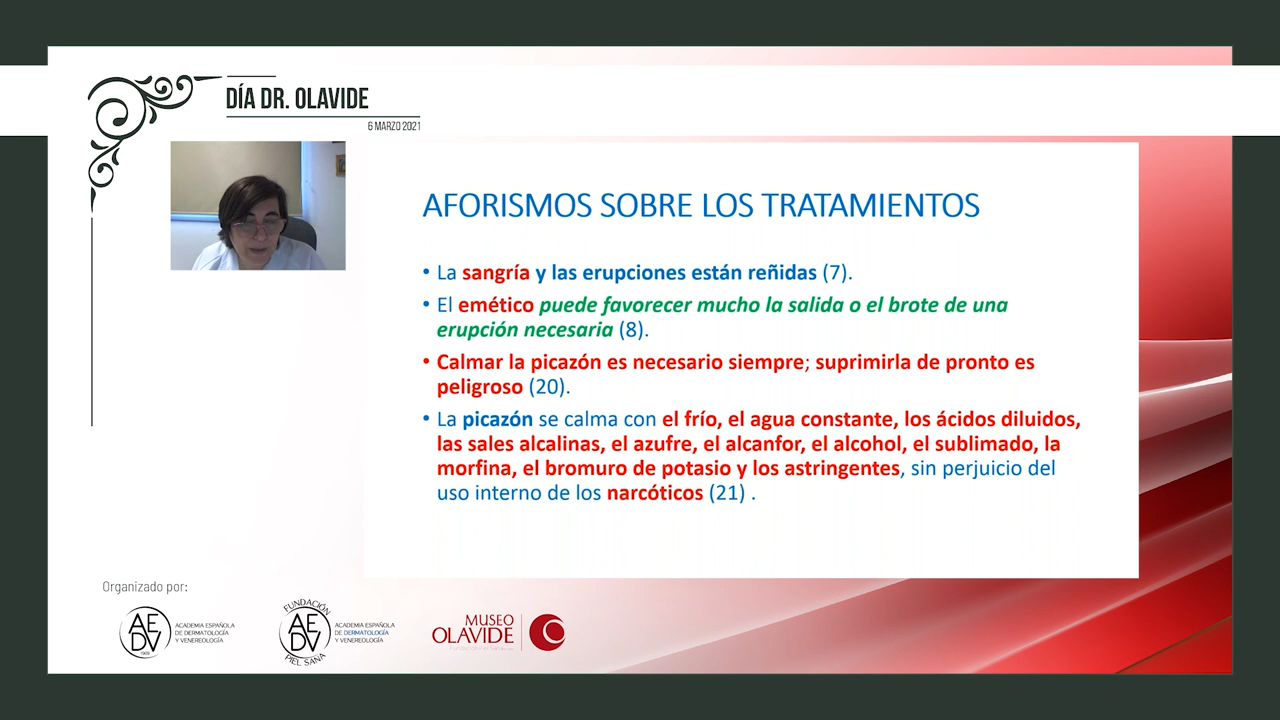 DÍA DR. OLAVIDE
6 MARZO 2021
AFORISMOS SOBRE LOS TRATAMIENTOS
• La sangría y las erupciones están reñidas (7).
• El emético puede favorecer mucho la salida o el brote de una
erupción necesaria (8).
• Calmar la picazón es necesario siempre; suprimirla de pronto es
peligroso (20).
• La picazón se calma con el frío, el agua constante, los ácidos diluidos,
las sales alcalinas, el azufre, el alcanfor, el alcohol, el sublimado, la
morfina, el bromuro de potasio y los astringentes, sin perjuicio del
uso interno de los narcóticos (21) .
Organizado por:
AEDV
1909
ACADEMIA ESPAÑOLA
DE DERMATOLOGÍA
Y VENEREOLOGÍA
FUNDACIÓN
AEDV
PIEL SANA
ACADEMIA ESPAÑOLA
DE DERMATOLOGÍA
Y VENEREOLOGÍA
MUSEO
OLAVIDE